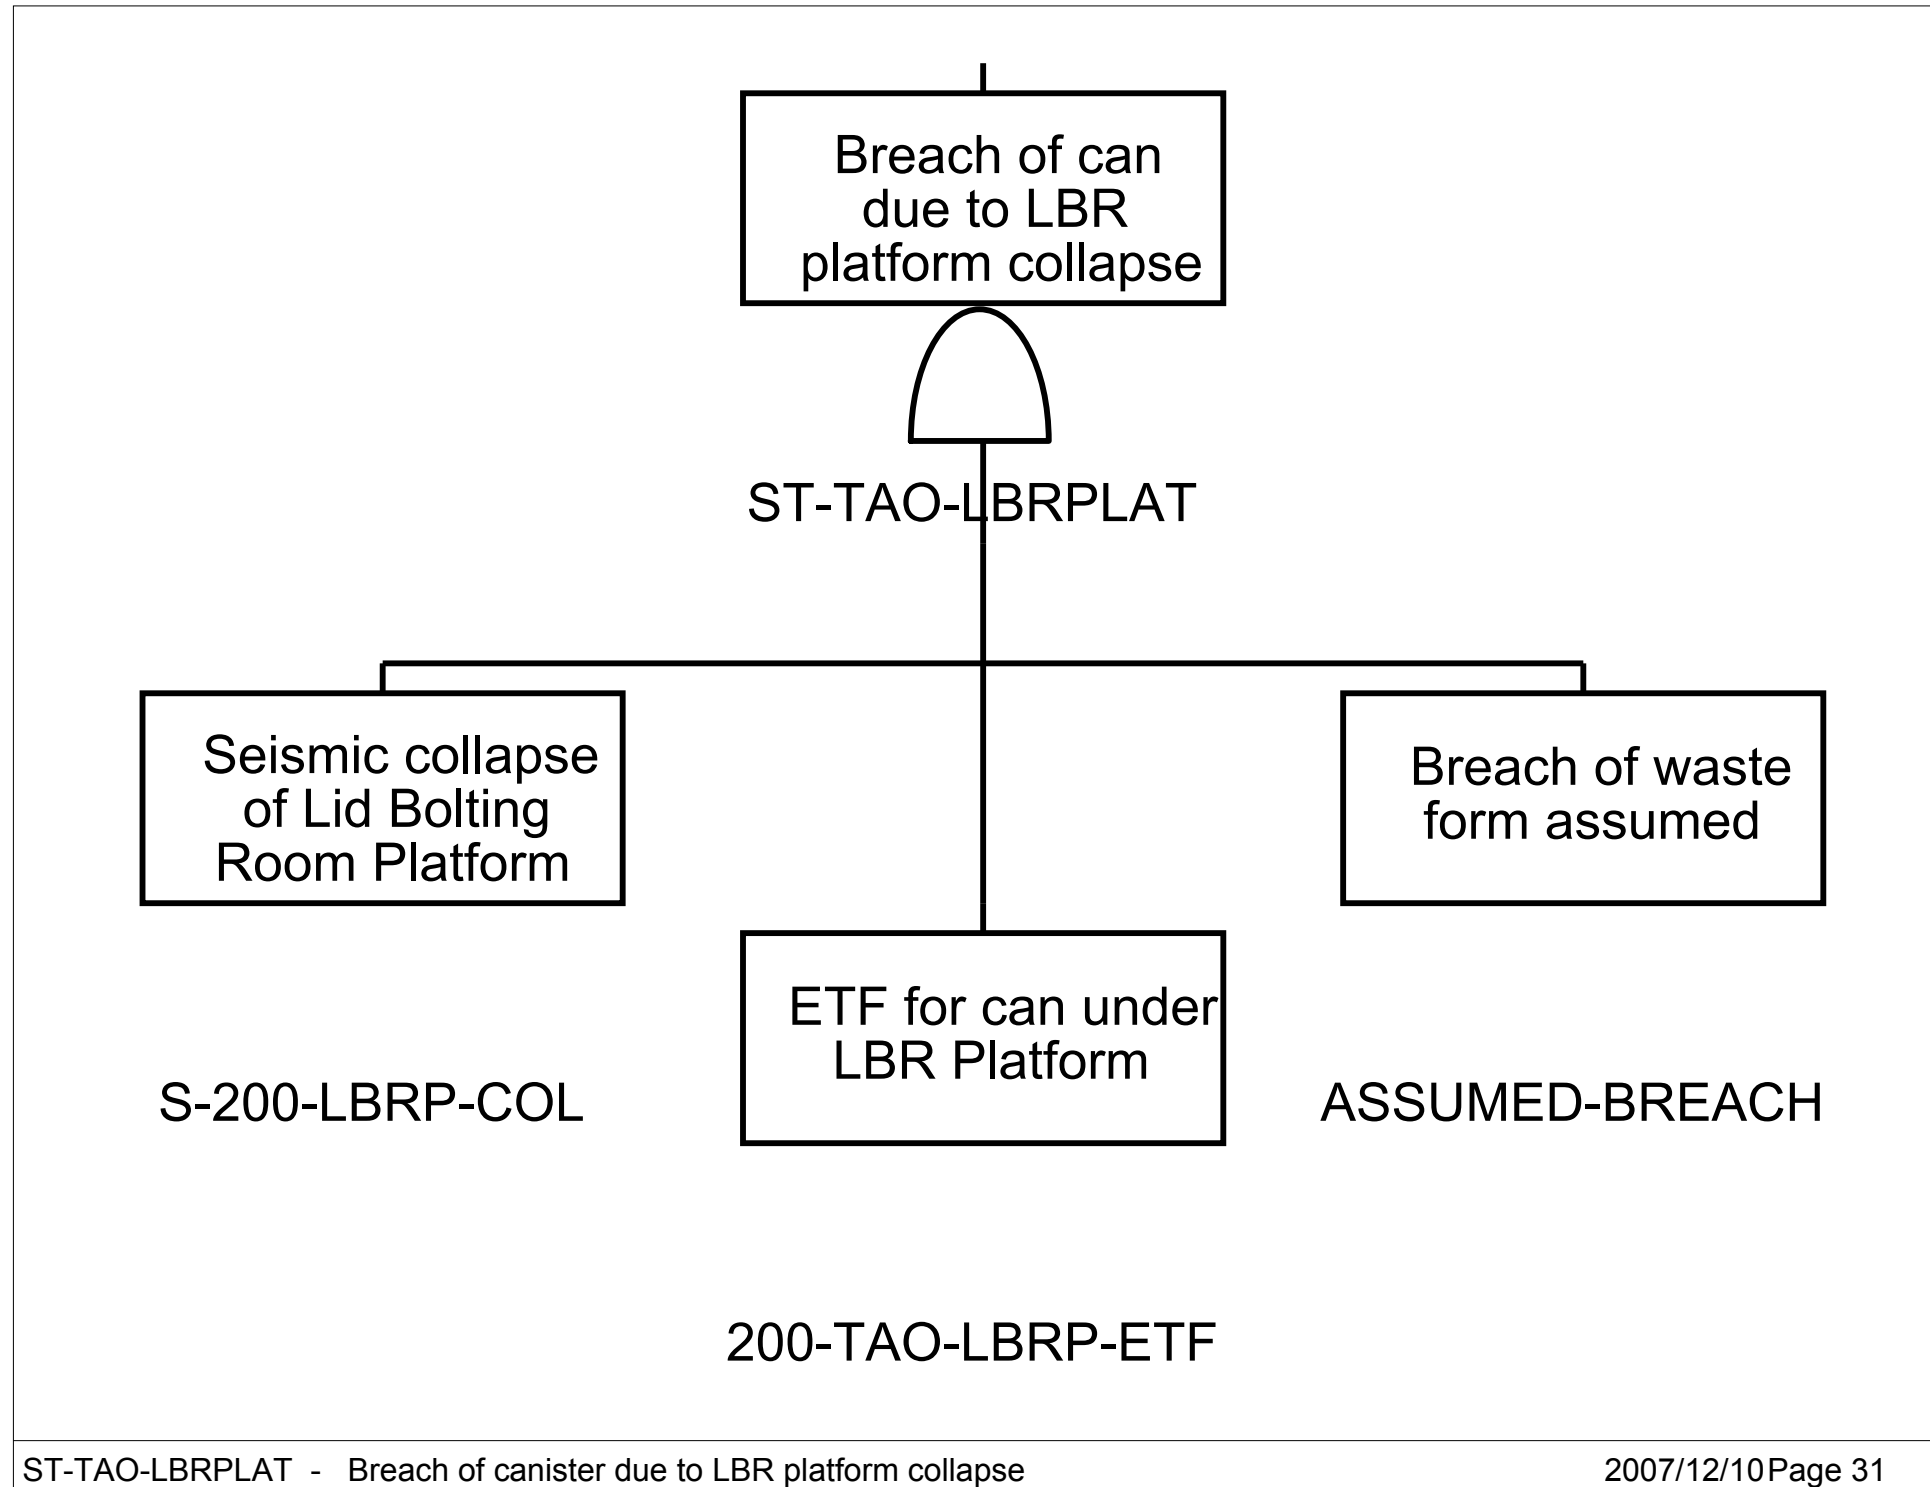 Breach of can
due to LBR
platform collapse
ST-TAO-LBRPLAT
Seismic collapse
of Lid Bolting
Room Platform
S-200-LBRP-COL
ETF for can under
LBR Platform
200-TAO-LBRP-ETF
Breach of waste
form assumed
ASSUMED-BREACH
ST-TAO-LBRPLAT - Breach of canister due to LBR platform collapse
2007/12/10 Page 31